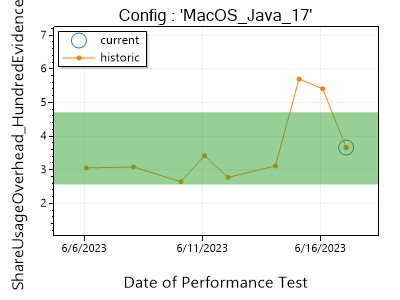 Config : 'MacOS_Java_17'
current
historic
ShareUsageOverhead_HundredEvidence
7
6
5
4
3
2
6/6/2023
6/11/2023
6/16/2023
Date of Performance Test